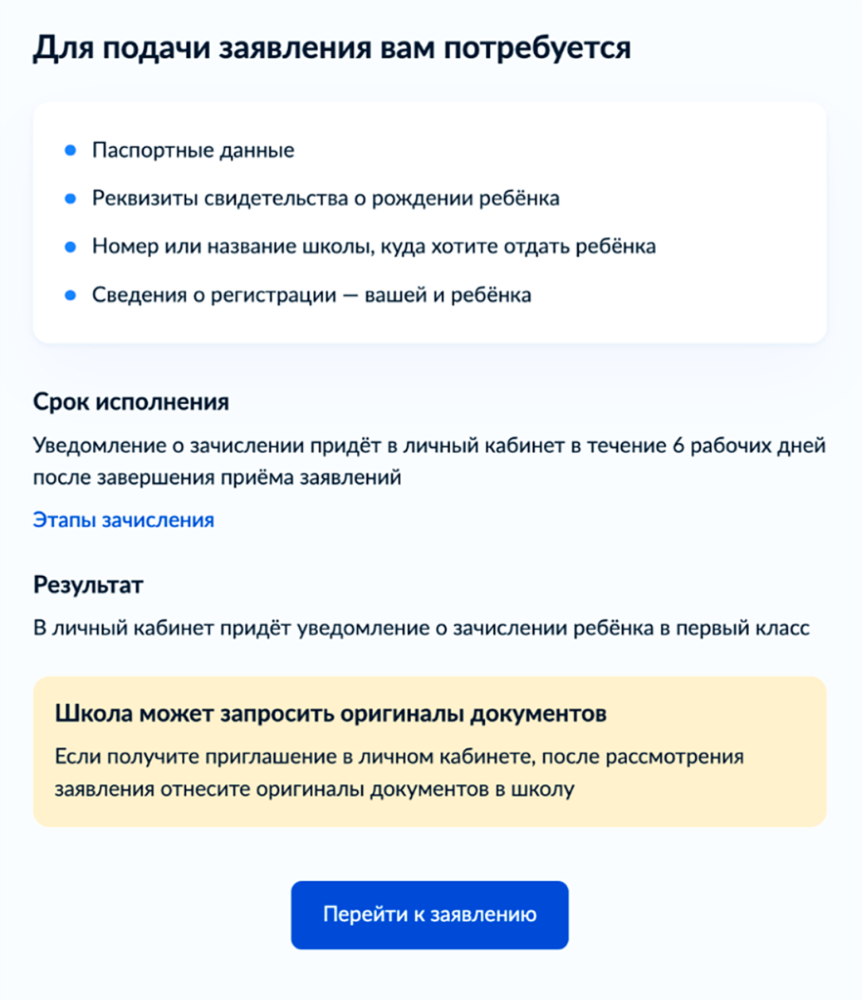 Для подачи заявления вам потребуется
Паспортные данные
Реквизиты свидетельства о рождении ребёнка
Номер или название школы, куда хотите отдать ребёнка
Сведения о регистрации — вашей и ребёнка
Срок исполнения
Уведомление о зачислении придёт в личный кабинет в течение 6 рабочих дней
после завершения приёма заявлений
Этапы зачисления
Результат
В личный кабинет придёт уведомление о зачислении ребёнка в первый класс
Школа может запросить оригиналы документов
Если получите приглашение в личном кабинете, после рассмотрения
заявления отнесите оригиналы документов в школу
Перейти к заявлению